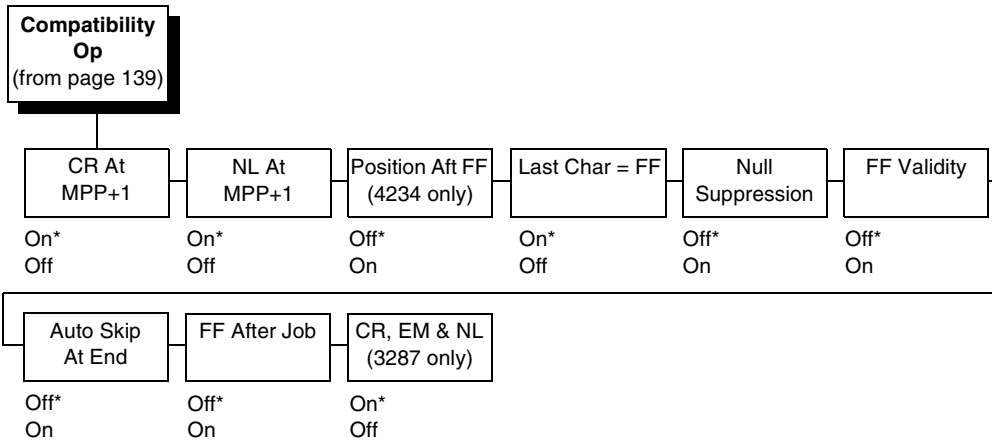 Compatibility
Op
(from page 139)
CR At
MPP+1
On*
Off
NL At
MPP+1
On*
Off
Position Aft FF
(4234 only)
Off*
On
Last Char = FF
On*
Off
Null
Suppression
Off*
On
FF Validity
Off*
On
Auto Skip
At End
Off*
On
FF After Job
Off*
On
CR, EM & NL
(3287 only)
On*
Off